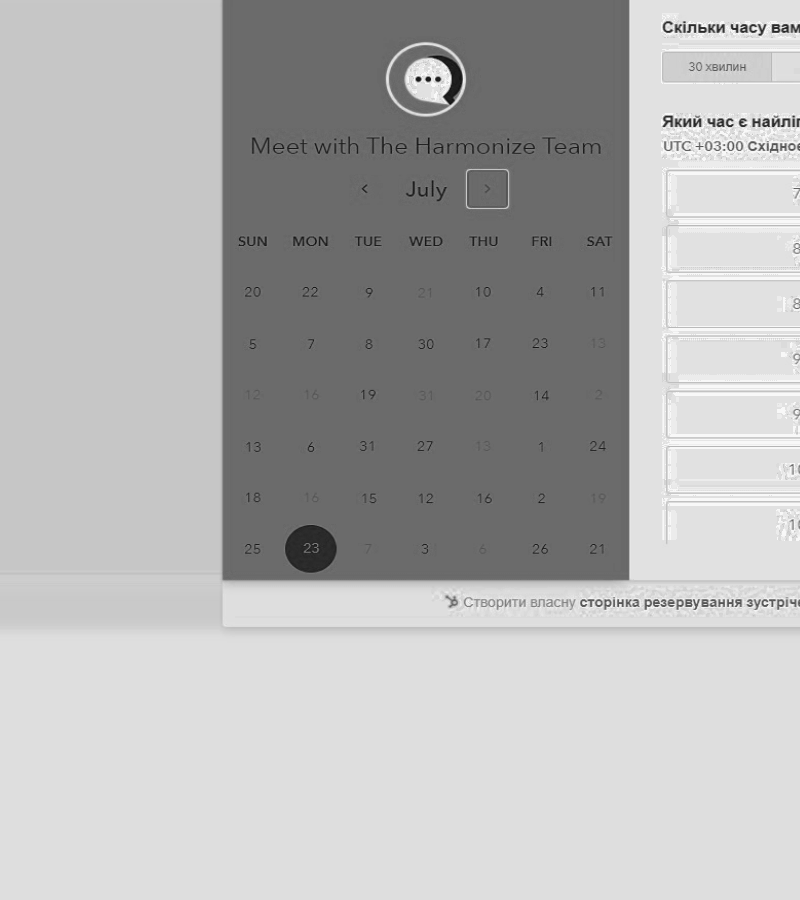 Скільки часу вам
30 хвилин
Meet with The Harmonize Team
Який час є
UTC +03:00
July
SUN MON TUE WED THU FRI SAT
20 22 9 21 10 4 11
5 7 8 30 17 23 13
12 16 19 31 20 14 2
13 6 31 27 13 1 24
18 16 15 12 16 2 19
25 23 7 3 6 26 21
7
8
8
9
9
10
10
Створити власну сторінка резервування